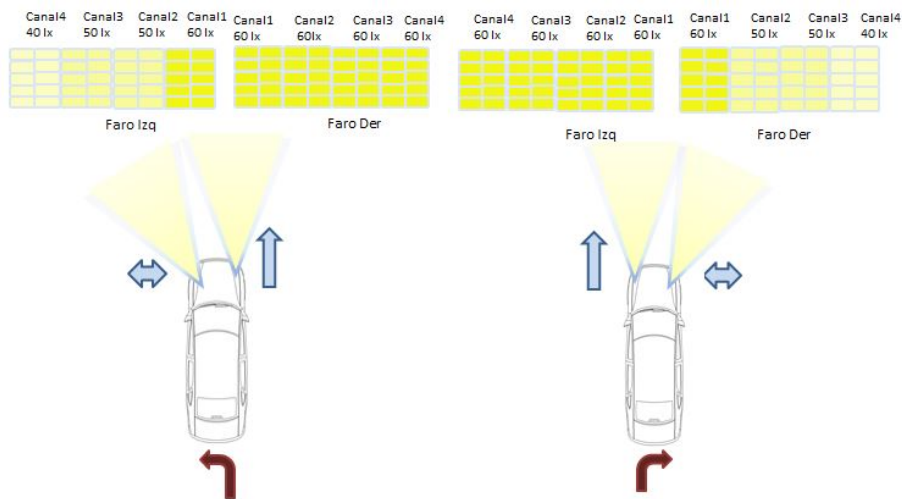 Canal4 Canal3 Canal2 Canal1
40 lx 50 lx 50 lx 60 lx
Canal1 Canal2 Canal3 Canal4
60 lx 60lx 60 lx 60 lx
Faro Izq
Faro Der
Canal4 Canal3 Canal2 Canal1
60 lx 60 lx 60 lx 60 lx
Canal1 Canal2 Canal3 Canal4
60 lx 50 lx 50 lx 40 lx
Faro Izq
Faro Der